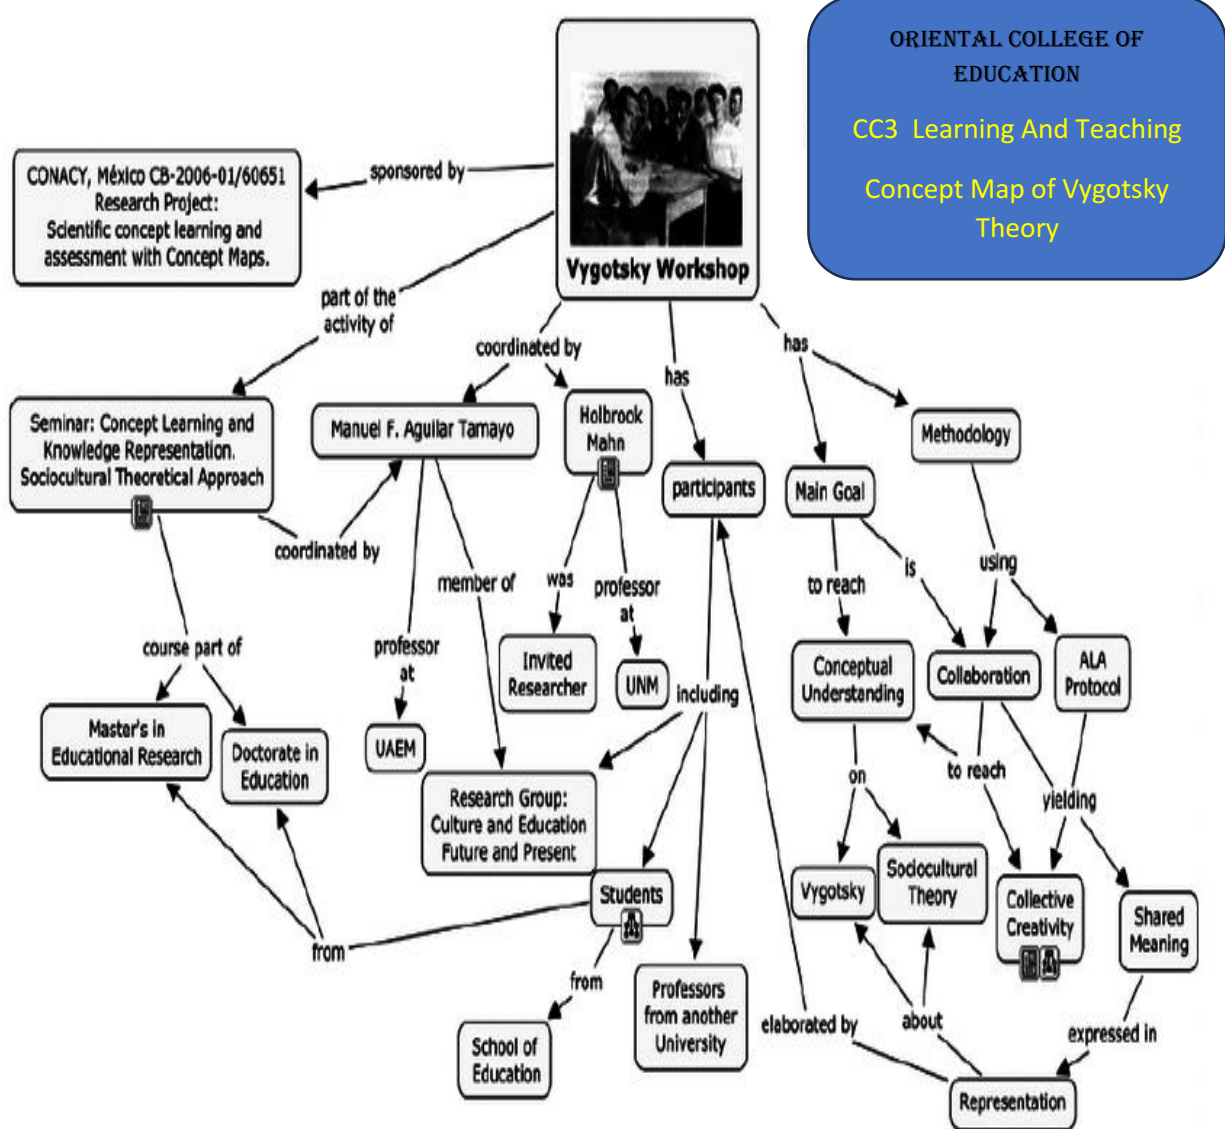 ORIENTAL COLLEGE OF
EDUCATION
CC3 Learning And Teaching
Concept Map of Vygotsky
Theory
Vygotsky Workshop
sponsored by
CONACY, México CB-2006-01/60651
Research Project:
Scientific concept learning and
assessment with Concept Maps.
part of the
activity of
coordinated by
has
has
Seminar: Concept Learning and
Knowledge Representation.
Sociocultural Theoretical Approach
Manuel F. Aguilar Tamayo
Holbrook
Mahn
participants
Main Goal
Methodology
coordinated by
member of
was
professor
at
to reach
is
using
course part of
professor
at
Invited
Researcher
UNM
including
Conceptual
Understanding
Collaboration
ALA
Protocol
Master's in
Educational Research
Doctorate in
Education
UAEM
Research Group:
Culture and Education
Future and Present
on
to reach
yielding
Students
Vygotsky
Sociocultural
Theory
Collective
Creativity
Shared
Meaning
from
from
Professors
from another
University
elaborated by
about
expressed in
School of
Education
Representation